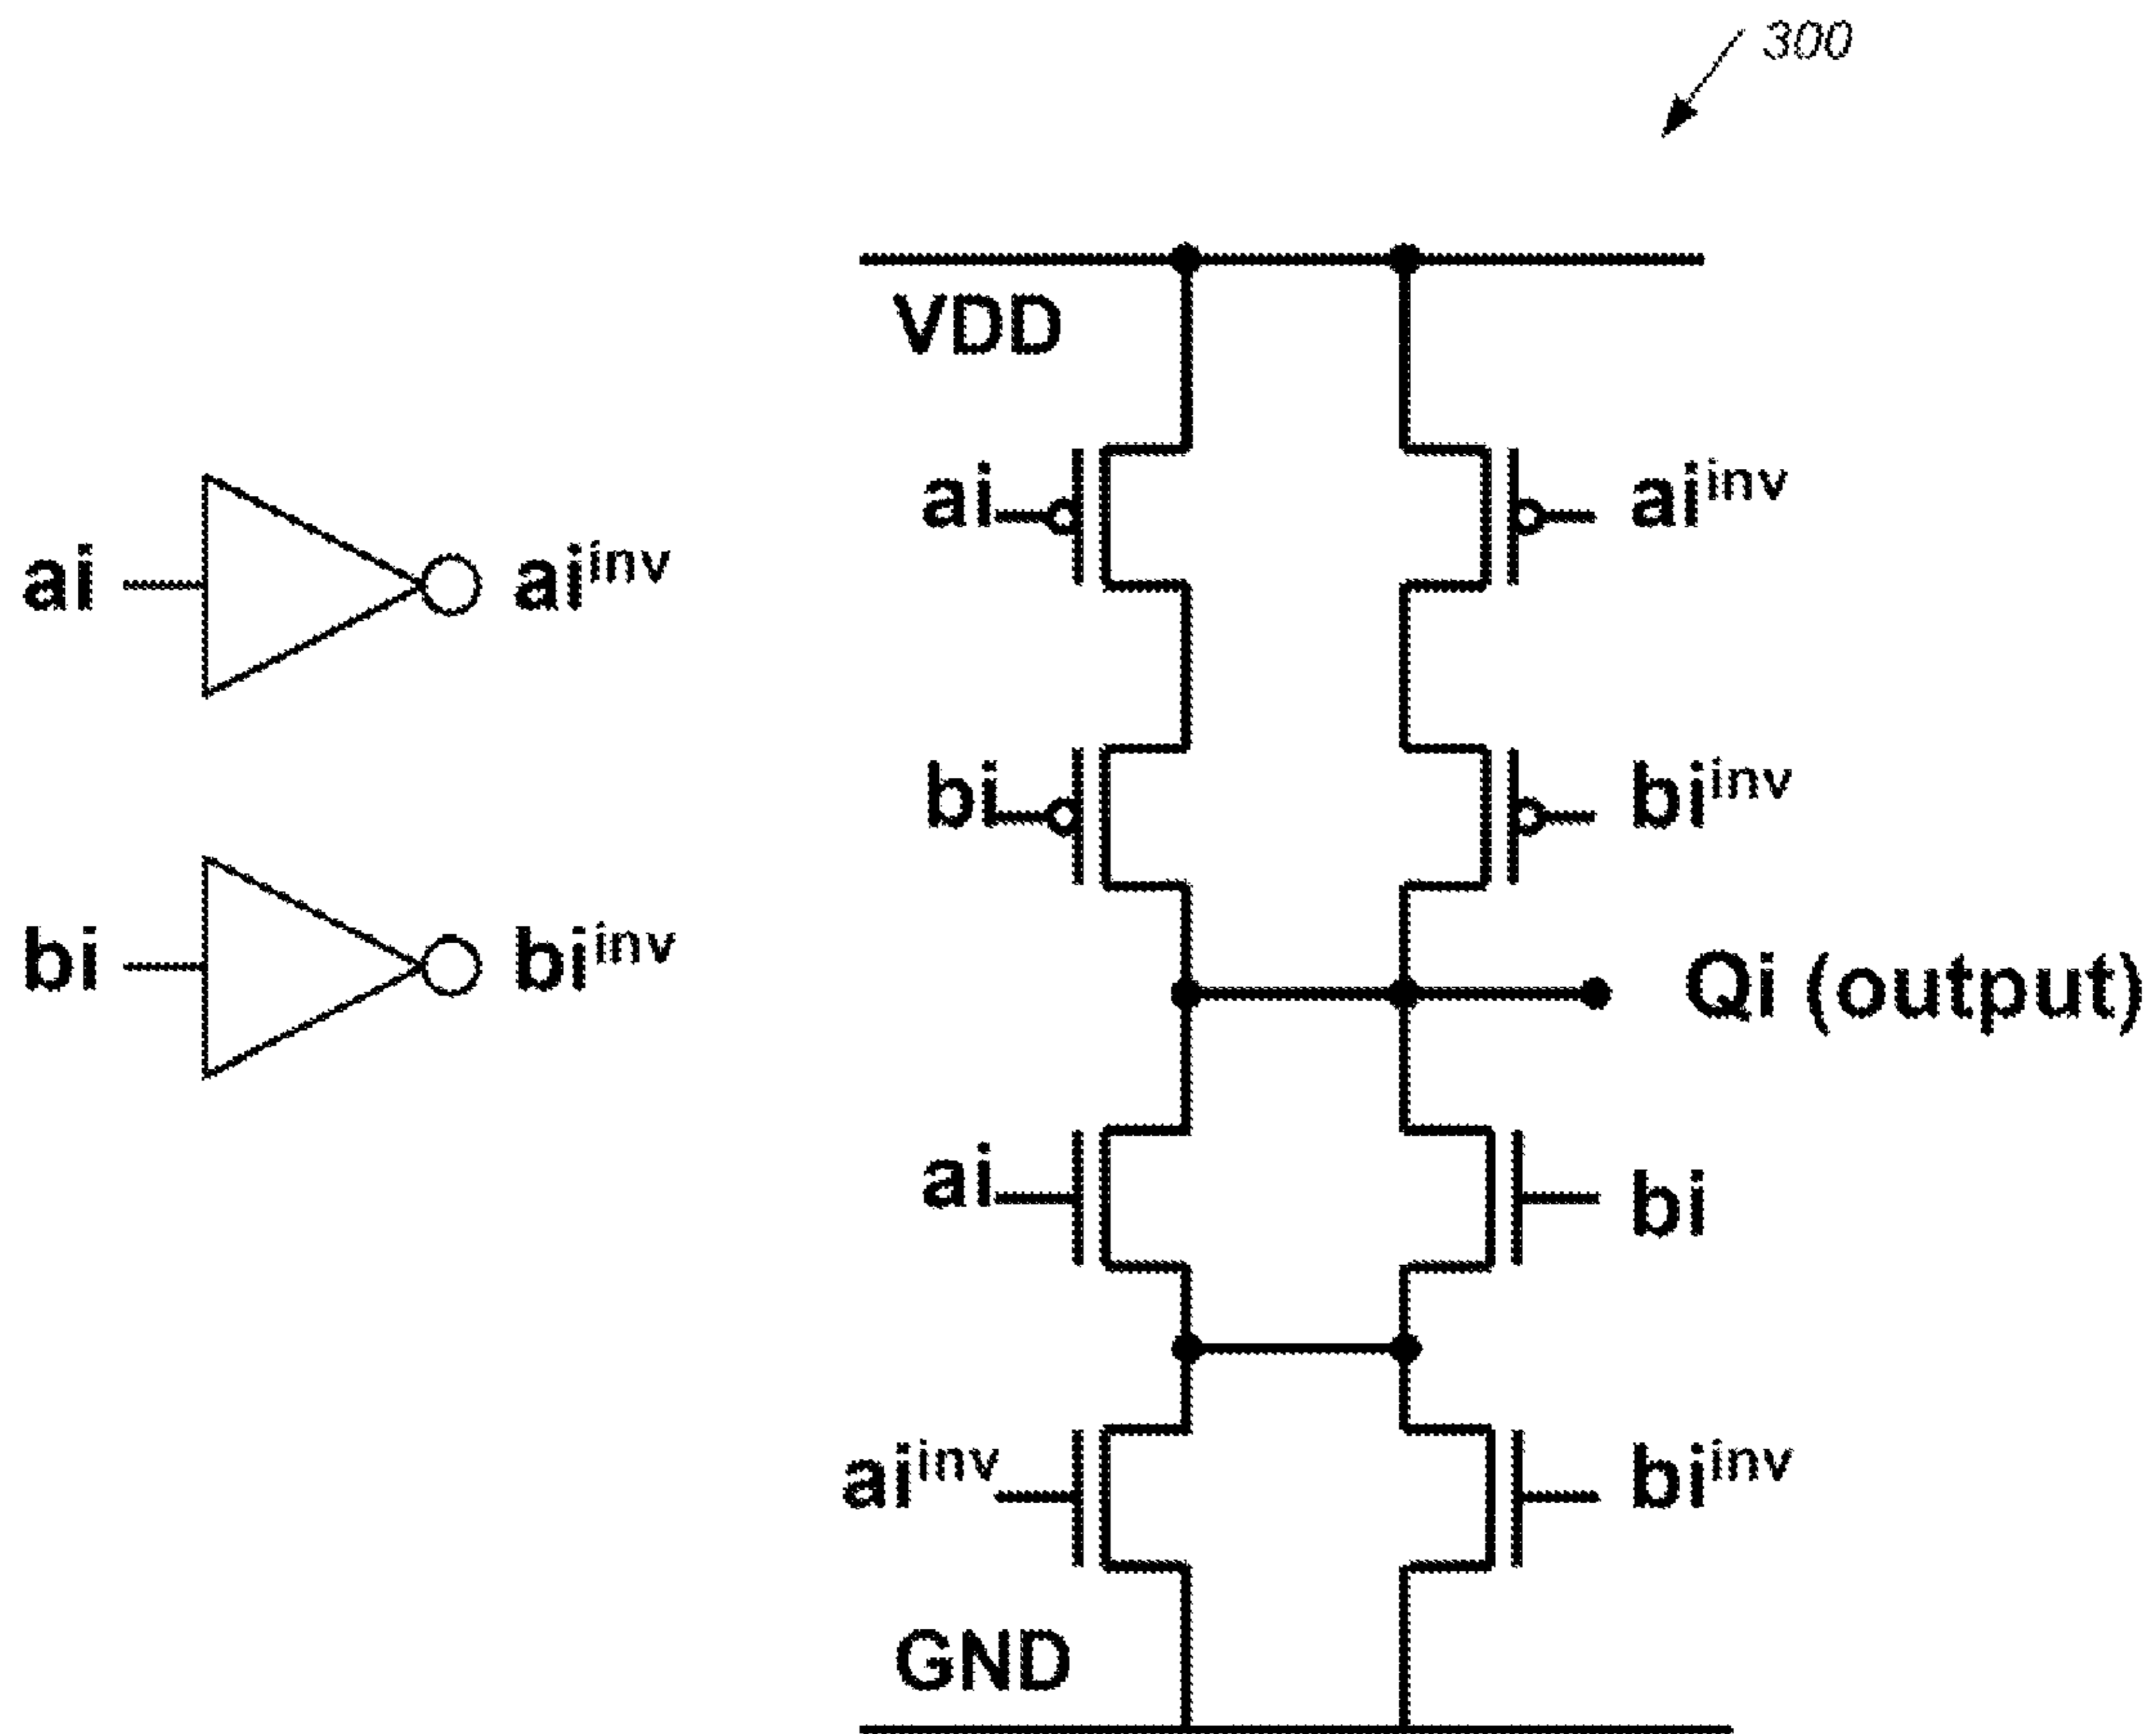 300
VDD
ai
ai^inv
ai
ai^inv
bi
bi^inv
bi
bi^inv
Qi (output)
ai
bi
ai^inv
bi^inv
GND